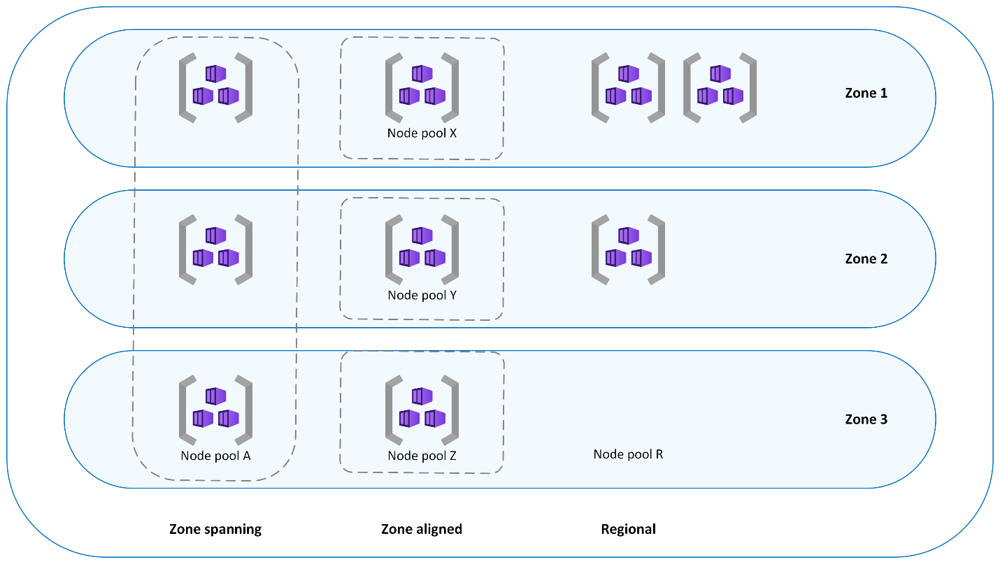 Zone 1
Node pool X
Zone 2
Node pool Y
Zone 3
Node pool A
Node pool Z
Node pool R
Zone spanning
Zone aligned
Regional